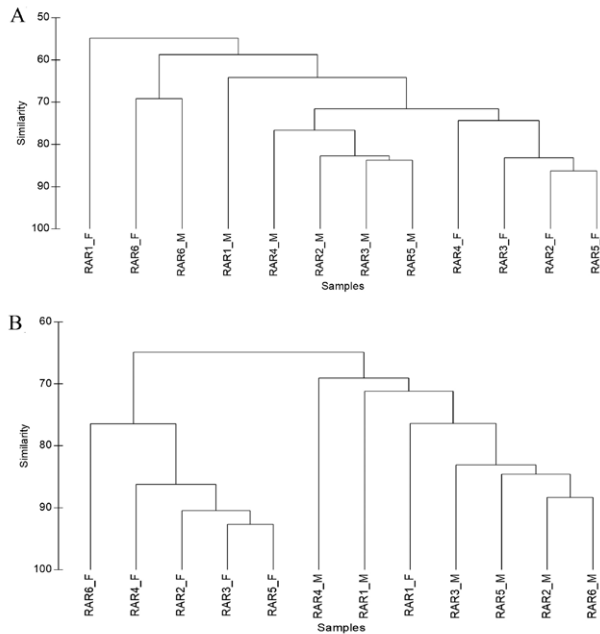 A
50
60
70
80
90
100
Similarity
RAR1_F
RAR6_F
RAR6_M
RAR1_M
RAR4_M
RAR2_M
RAR3_M
RAR5_M
RAR4_F
RAR3_F
RAR2_F
RAR5_F
Samples
B
60
70
80
90
100
Similarity
RAR6_F
RAR4_F
RAR2_F
RAR3_F
RAR5_F
RAR4_M
RAR1_M
RAR1_F
RAR3_M
RAR5_M
RAR2_M
RAR6_M
Samples